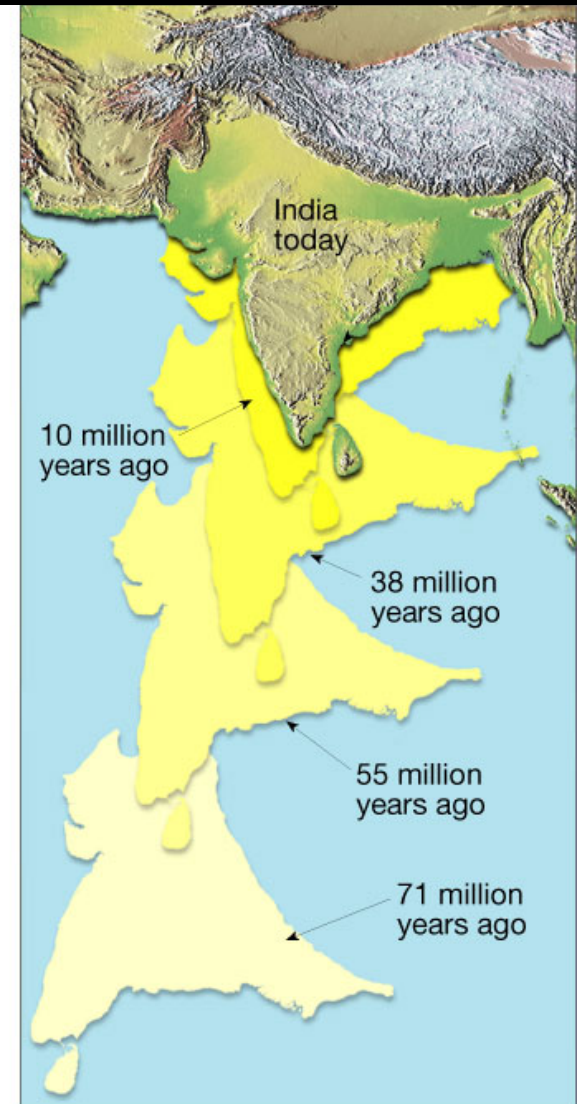 India
today
10 million
years ago
38 million
years ago
55 million
years ago
71 million
years ago